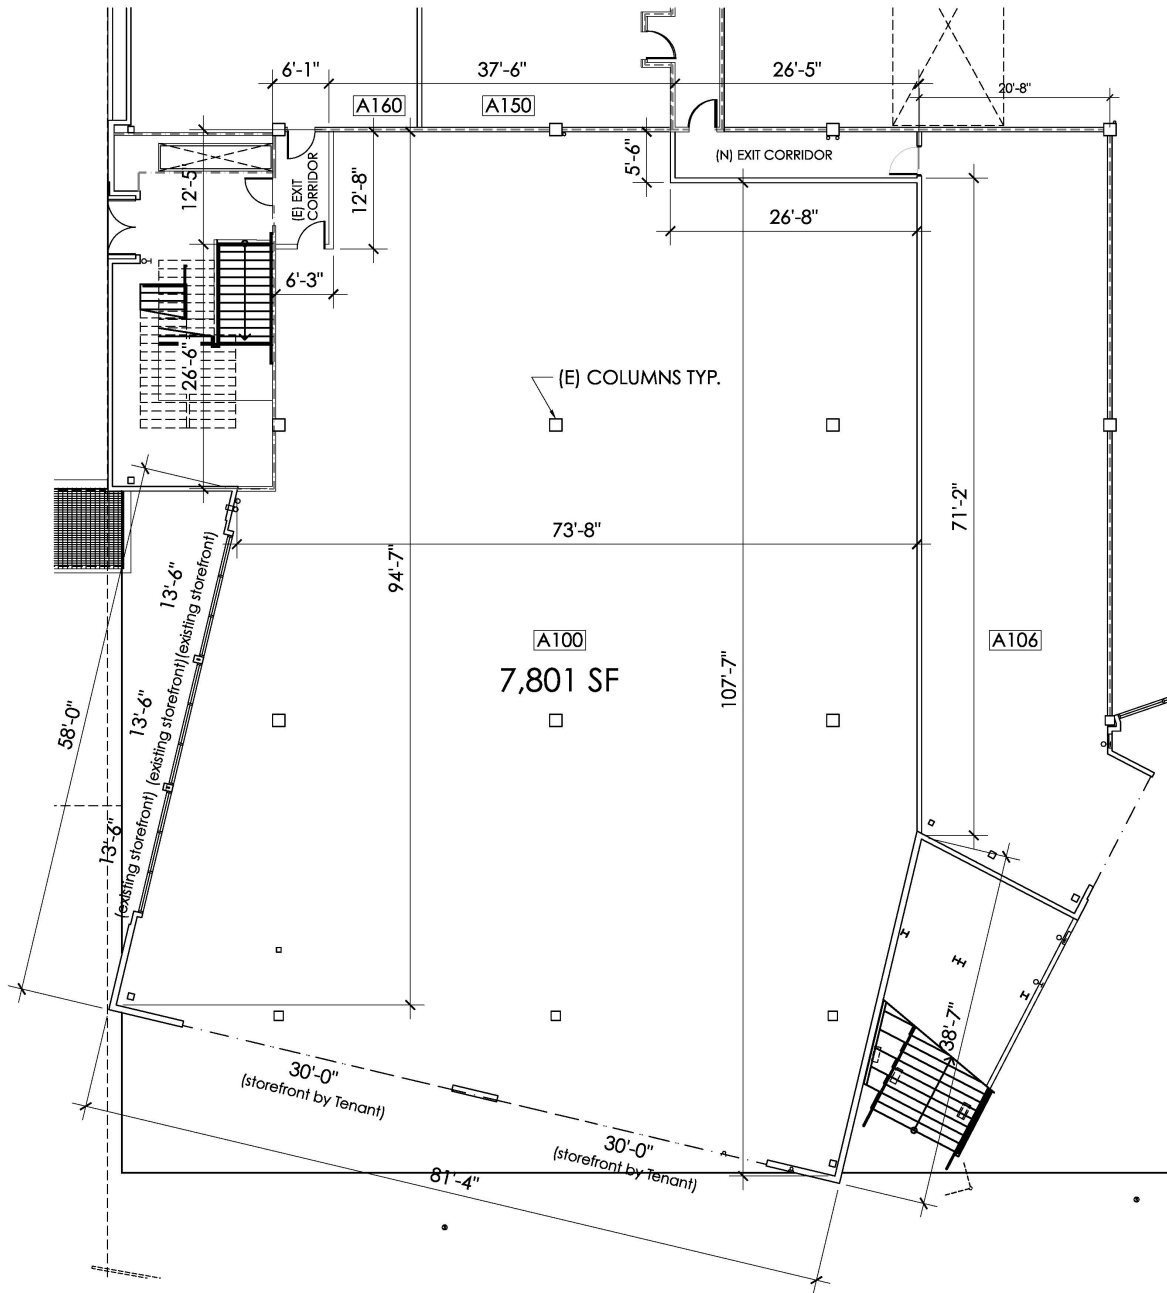 6'-1"
37'-6"
26'-5"
20'-8"
A160
A150
(N) EXIT CORRIDOR
5'-6"
12'-5"
(E) EXIT
CORRIDOR
12'-8"
26'-8"
6'-3"
26'-6"
(E) COLUMNS TYP.
71'-2"
73'-8"
94'-7"
13'-6"
(existing storefront)
A100
7,801 SF
A106
107'-7"
58'-0"
13'-6"
(existing storefront)
13'-6"
(existing storefront)
38'-7"
30'-0"
(storefront by Tenant)
30'-0"
(storefront by Tenant)
81'-4"